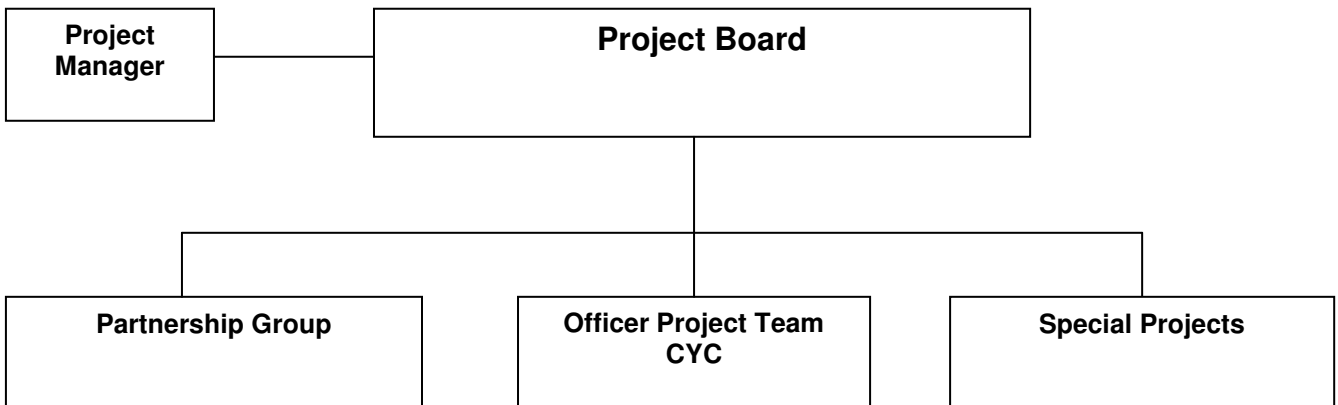 Project
Manager
Project Board
Partnership Group
Officer Project Team
CYC
Special Projects